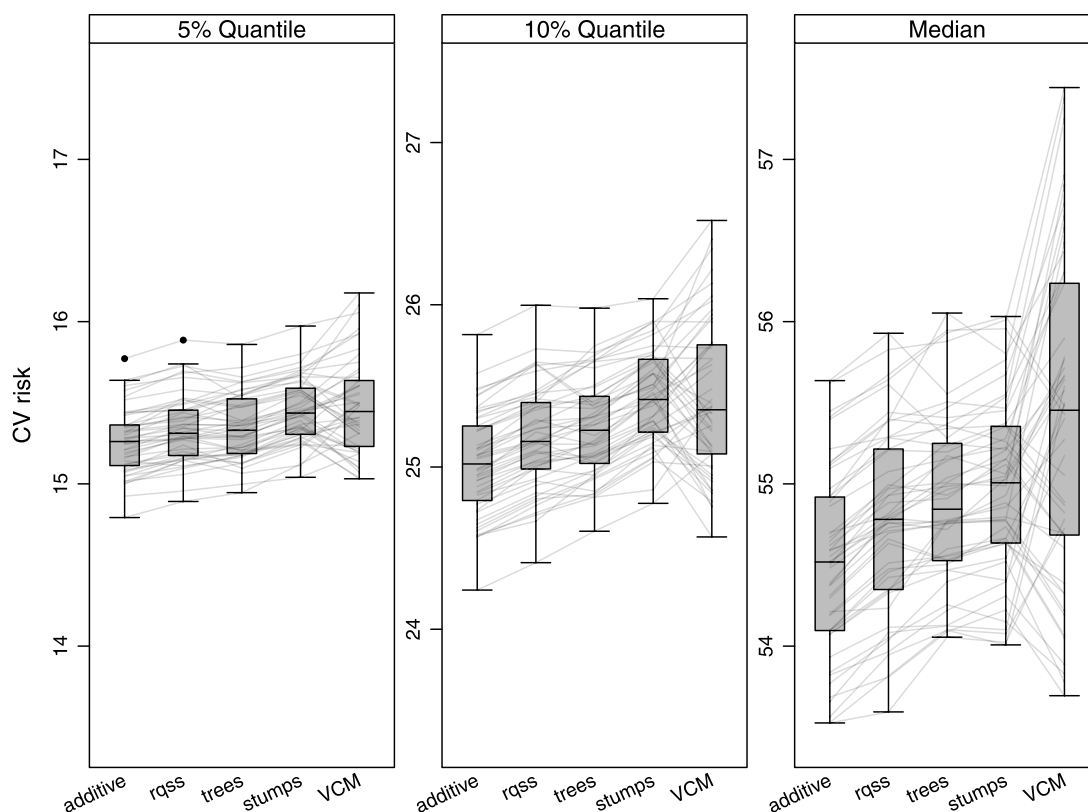 5% Quantile
10% Quantile
Median
CV risk
17
16
15
14
27
26
25
24
57
56
55
54
additive
rqss
trees
stumps
VCM
additive
rqss
trees
stumps
VCM
additive
rqss
trees
stumps
VCM